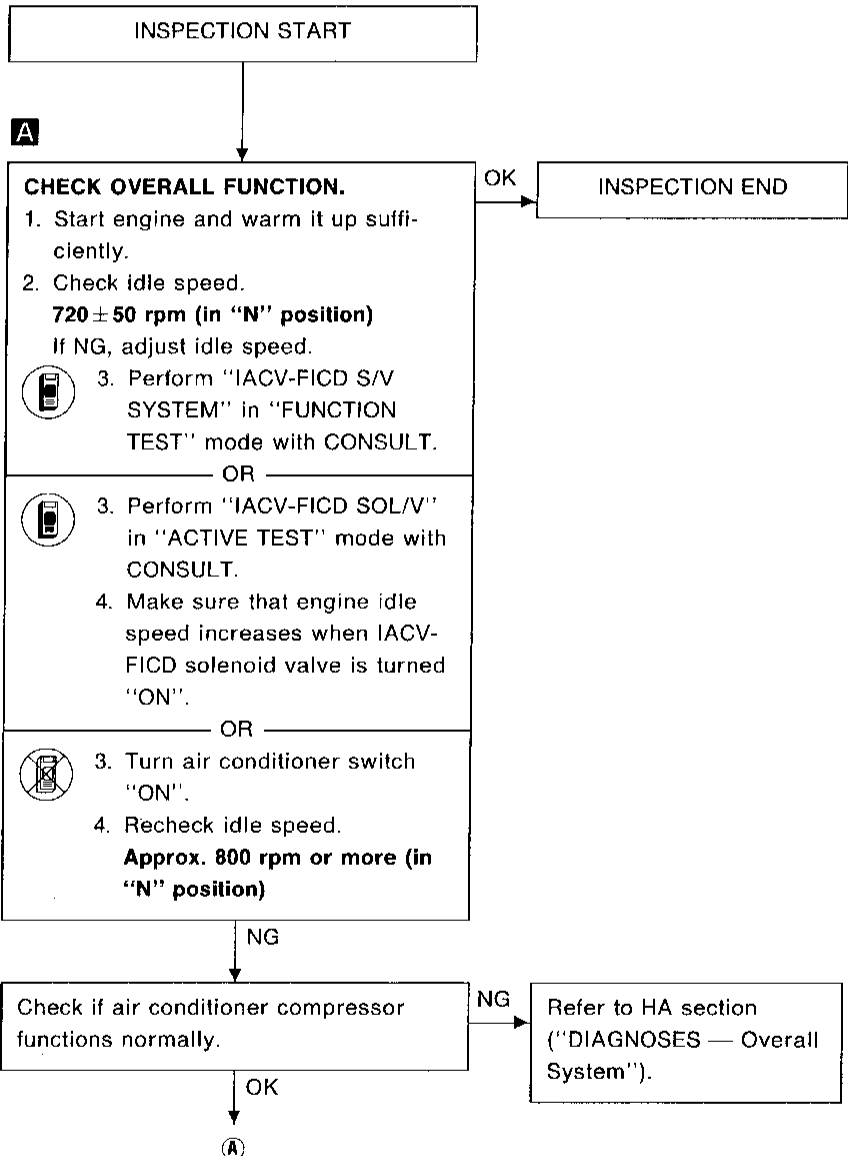 INSPECTION START
A
CHECK OVERALL FUNCTION.
1. Start engine and warm it up suffi-
ciently.
2. Check idle speed.
720±50 rpm (in “N” position)
If NG, adjust idle speed.
3. Perform “IACV-FICD S/V
SYSTEM” in “FUNCTION
TEST” mode with CONSULT.
OR
3. Perform “IACV-FICD SOL/V”
in “ACTIVE TEST” mode with
CONSULT.
4. Make sure that engine idle
speed increases when IACV-
FICD solenoid valve is turned
“ON”.
OR
3. Turn air conditioner switch
“ON”.
4. Recheck idle speed.
Approx. 800 rpm or more (in
“N” position)
OK
INSPECTION END
NG
Check if air conditioner compressor
functions normally.
NG
Refer to HA section
(“DIAGNOSES — Overall
System”).
OK
Ⓐ